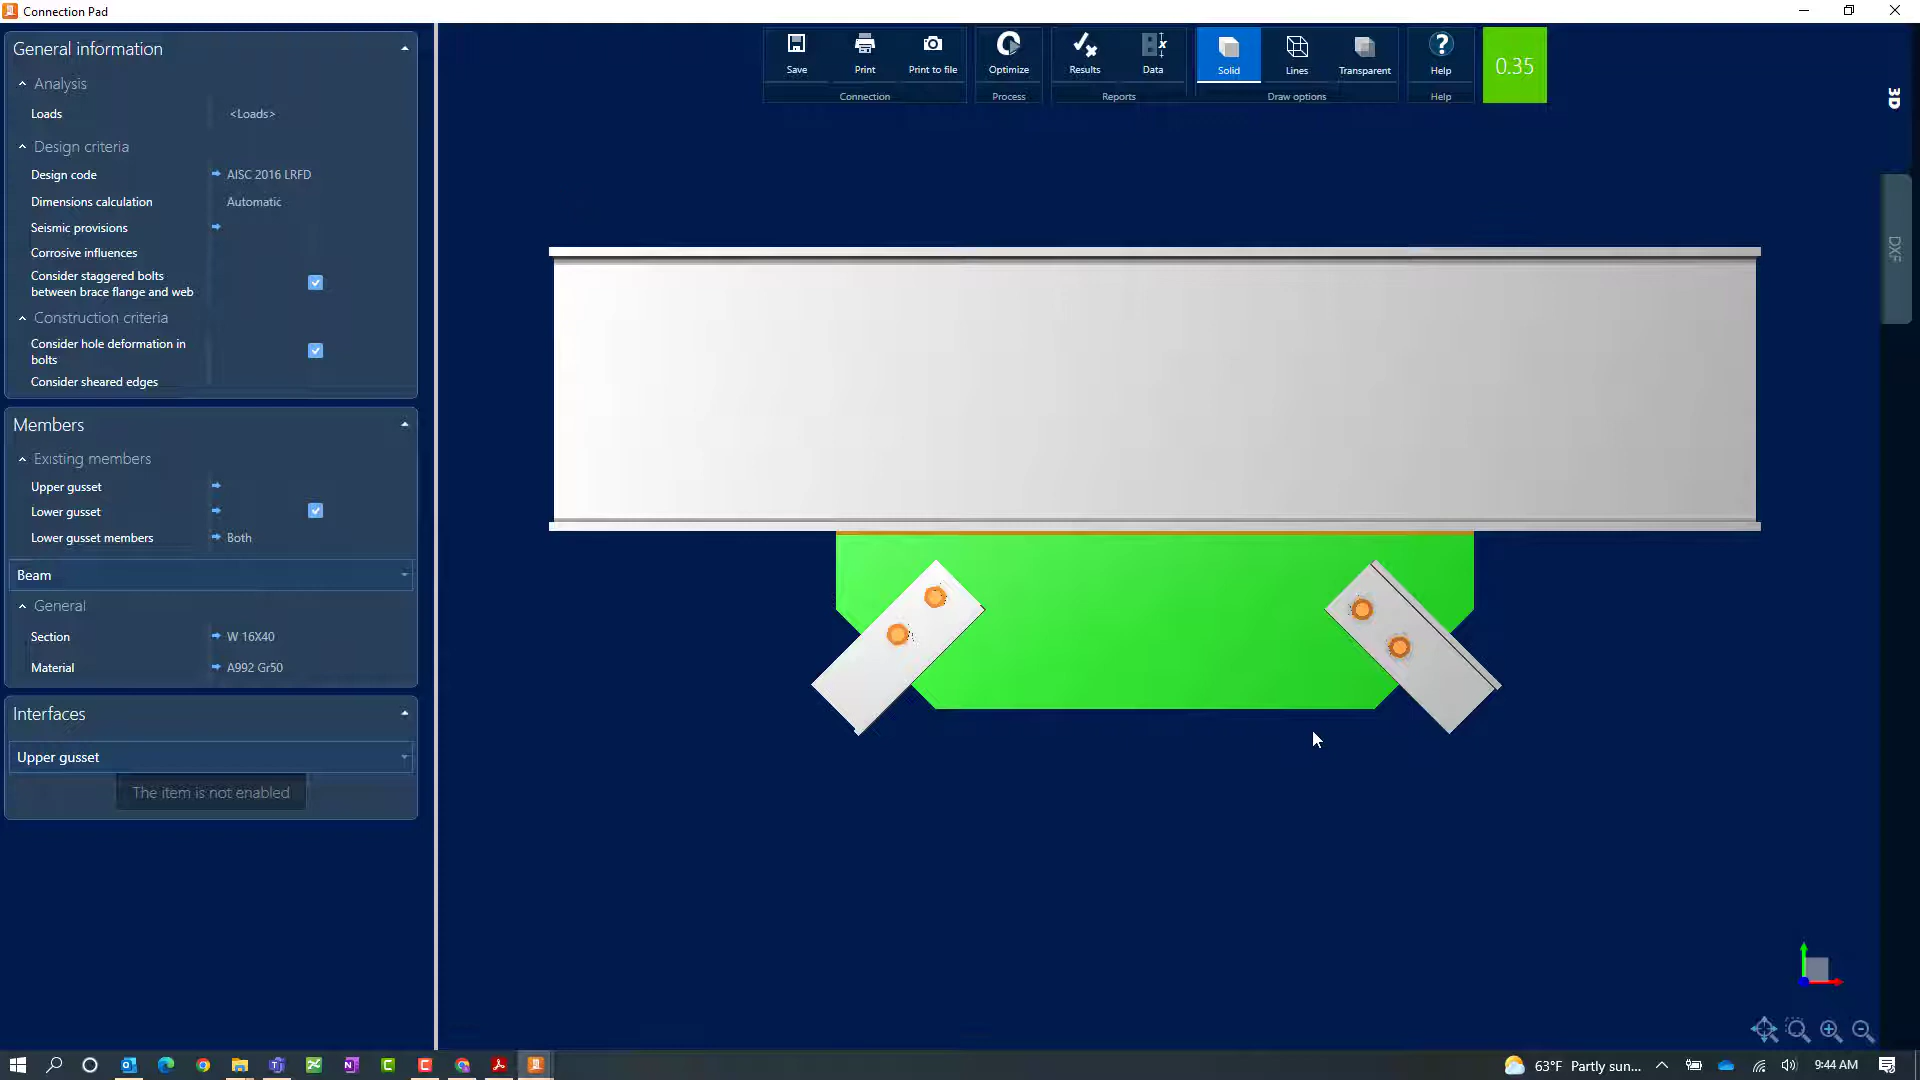 Connection Pad
General information
Analysis
Loads <Loads>
Design criteria
Design code AISC 2016 LRFD
Dimensions calculation Automatic
Seismic provisions
Corrosive influences
Consider staggered bolts
between brace flange and web
Construction criteria
Consider hole deformation in
bolts
Consider sheared edges
Members
Existing members
Upper gusset
Lower gusset
Lower gusset members Both
Beam
General
Section W 16X40
Material A992 Gr50
Interfaces
Upper gusset
The item is not enabled
Save Print Print to file Optimize Results Data Solid Lines Transparent Help
Connection Process Reports Draw options Help
0.35
3D
DXF
63°F Partly sun... 9:44 AM